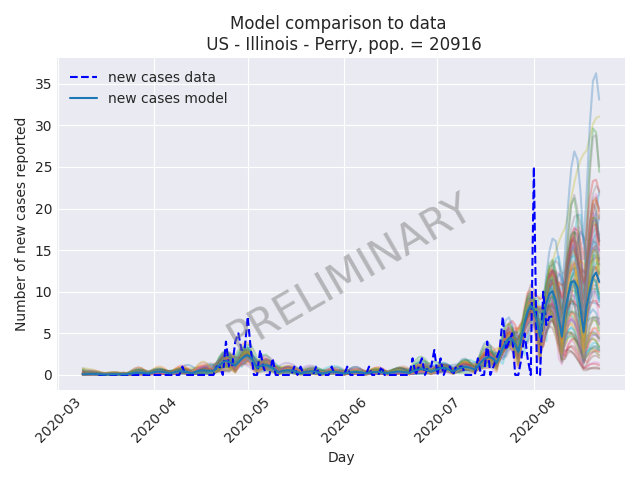 Model comparison to data
US - Illinois - Perry, pop. = 20916
new cases data
new cases model
PRELIMINARY
Number of new cases reported
35
30
25
20
15
10
5
0
2020-03
2020-04
2020-05
2020-06
2020-07
2020-08
Day